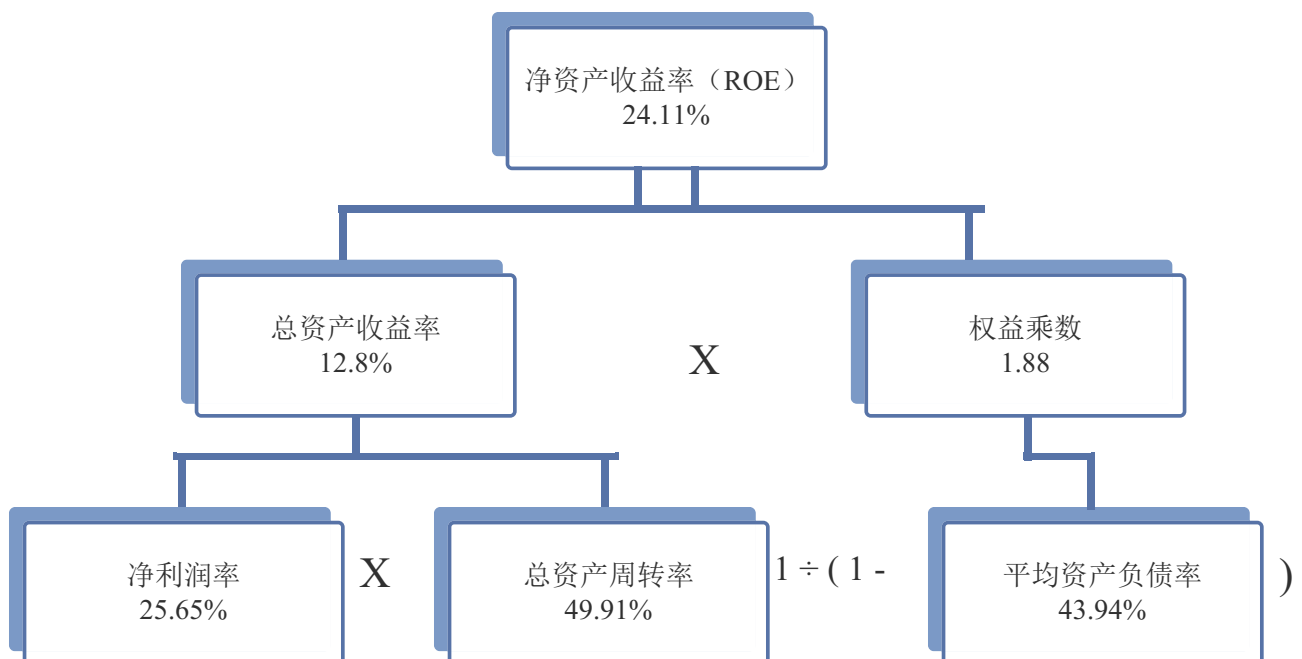 净资产收益率（ROE）
24.11%
总资产收益率
12.8%
X
权益乘数
1.88
净利润率
25.65%
X
总资产周转率
49.91%
1 ÷ ( 1 -
平均资产负债率
43.94%
)